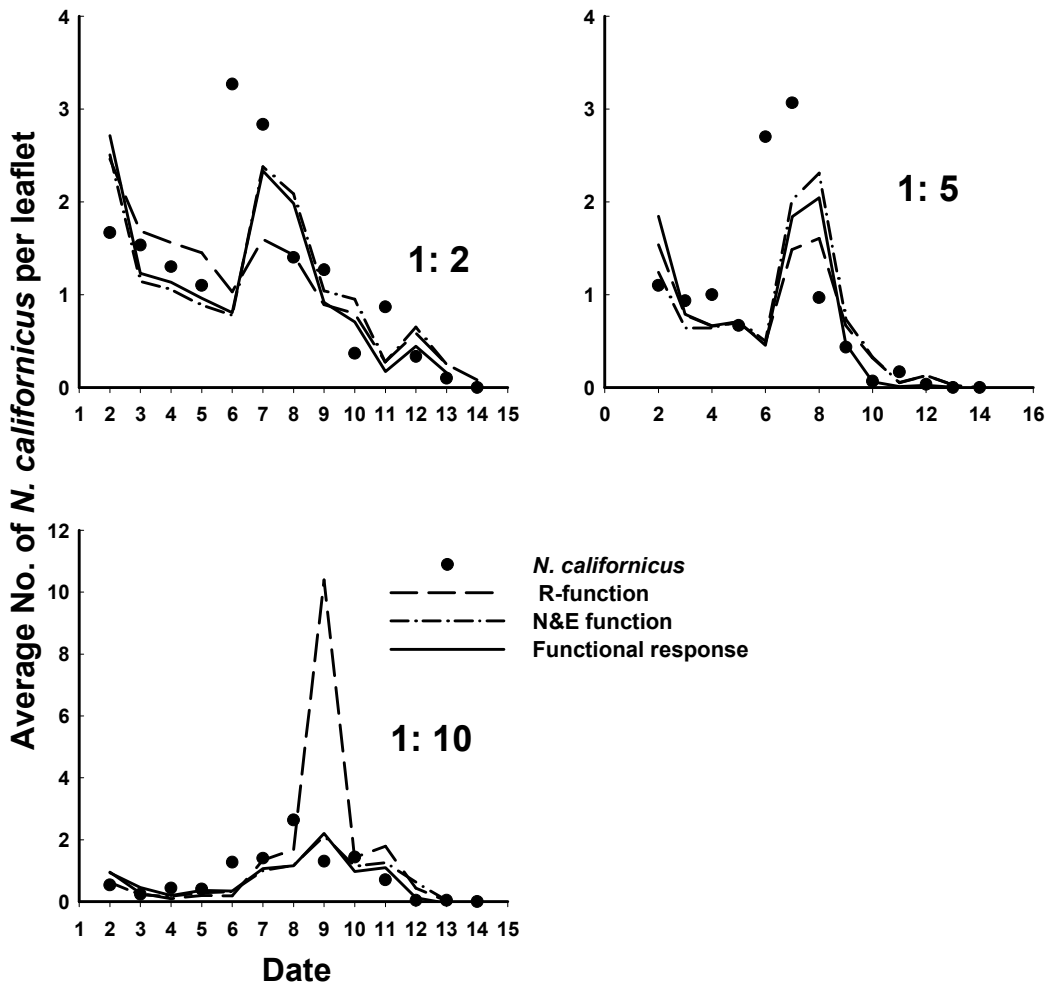 Average No. of N. californicus per leaflet
4
3
2
1
0
1: 2
1 2 3 4 5 6 7 8 9 10 11 12 13 14 15
4
3
2
1
0
1: 5
0 2 4 6 8 10 12 14 16
12
10
8
6
4
2
0
N. californicus
R-function
N&E function
Functional response
1: 10
1 2 3 4 5 6 7 8 9 10 11 12 13 14 15
Date